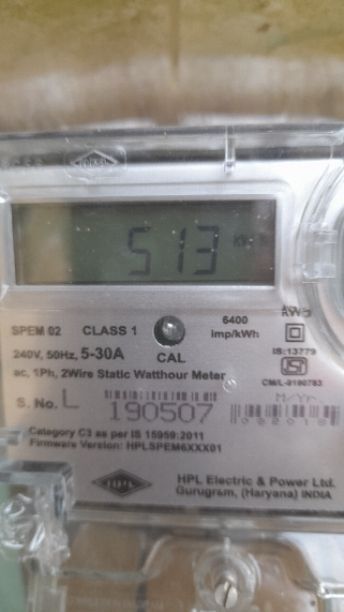 513
SPEM 02 CLASS 1 6400 imp/kWh
240V, 50Hz, 5-30A CAL IS:13779
ac, 1Ph, 2Wire Static Watthour Meter
S. No. L 190507 M/Yr
Category C3 as per IS 15959:2011
Firmware Version: HPLSPEM6XXX01
HPL HPL Electric & Power Ltd.
Gurugram, (Haryana) INDIA